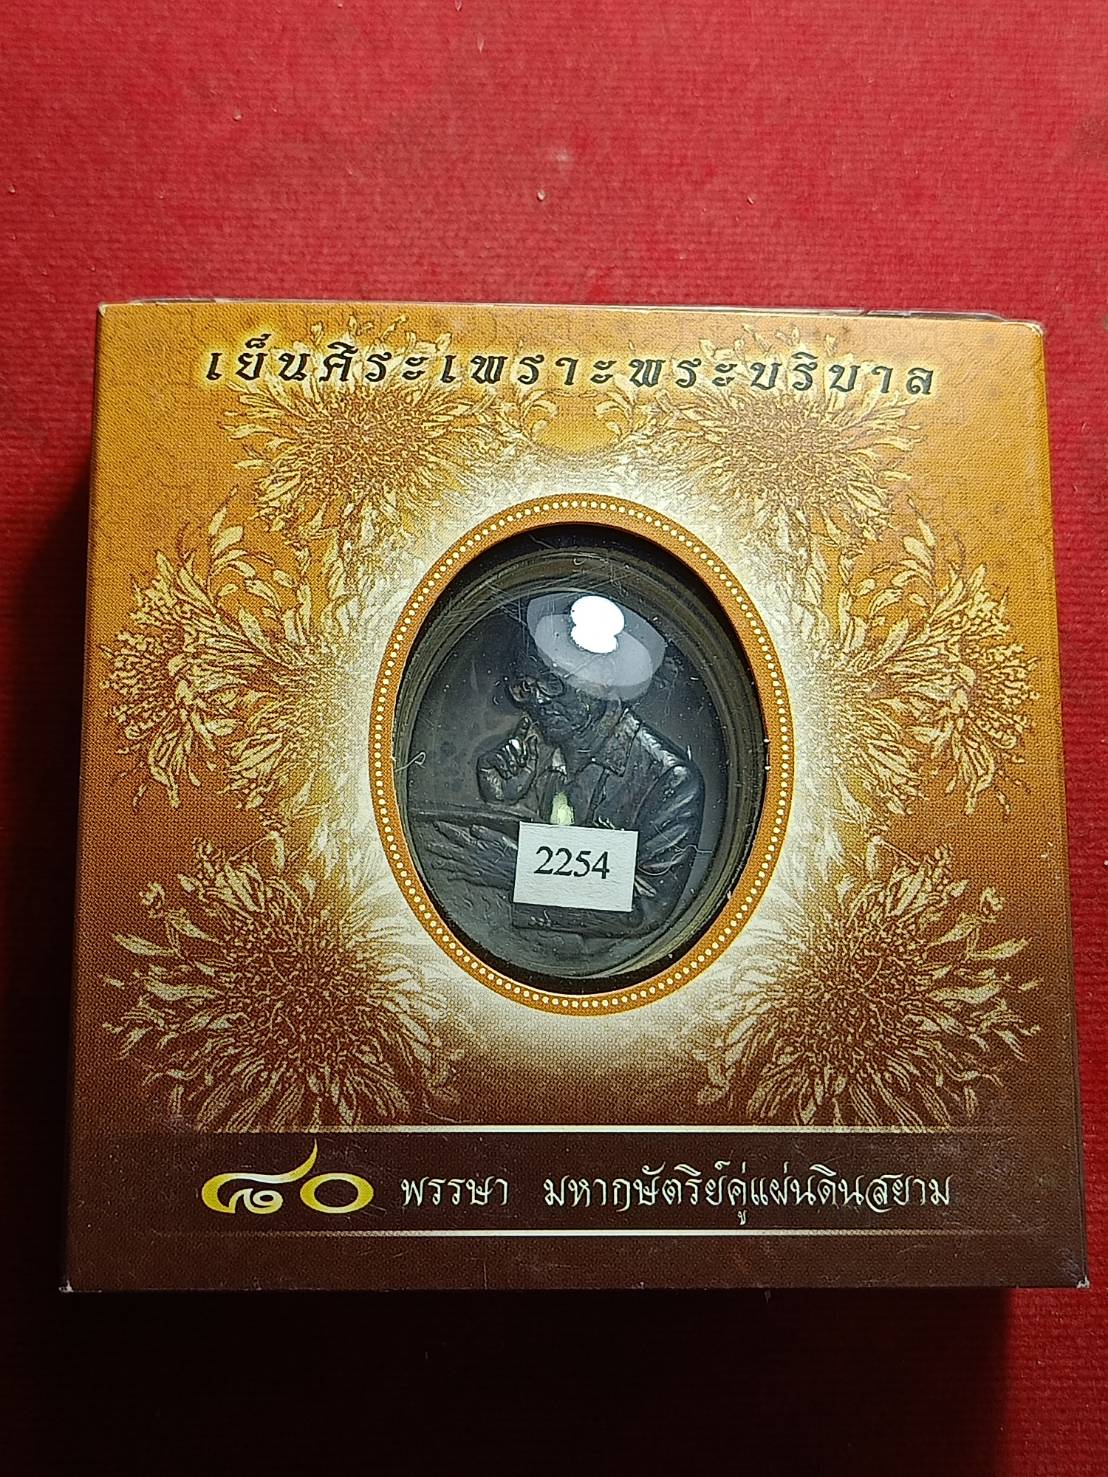 เย็นศิระเพราะพระบริบาล
2254
๘๐ พรรษา มหากษัตริย์คู่แผ่นดินสยาม